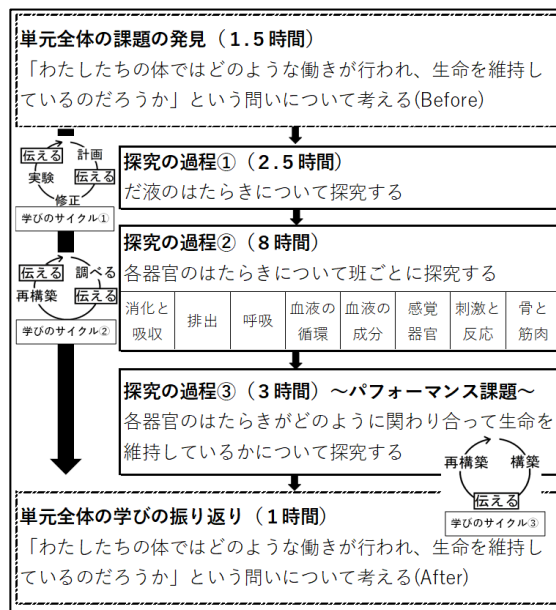 単元全体の課題の発見（1.5時間）
「わたしたちの体ではどのような働きが行われ、生命を維持し
ているのだろうか」という問いについて考える(Before)
伝える
計画
実験
伝える
修正
学びのサイクル①
探究の過程①（2.5時間）
だ液のはたらきについて探究する
伝える
調べる
再構築
伝える
学びのサイクル②
探究の過程②（8時間）
各器官のはたらきについて班ごとに探究する
消化と
吸収
排出
呼吸
血液の
循環
血液の
成分
感覚
器官
刺激と
反応
骨と
筋肉
探究の過程③（3時間）～パフォーマンス課題～
各器官のはたらきがどのように関わり合って生命を
維持しているかについて探究する
再構築
構築
伝える
学びのサイクル③
単元全体の学びの振り返り（1時間）
「わたしたちの体ではどのような働きが行われ、生命を維持し
ているのだろうか」という問いについて考える(After)